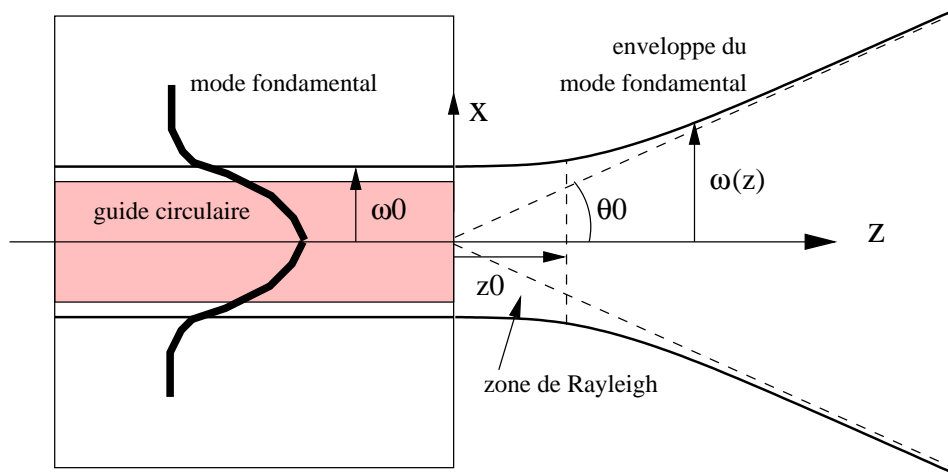 enveloppe du
mode fondamental
mode fondamental
x
ω(z)
guide circulaire
ω0
θ0
z
z0
zone de Rayleigh